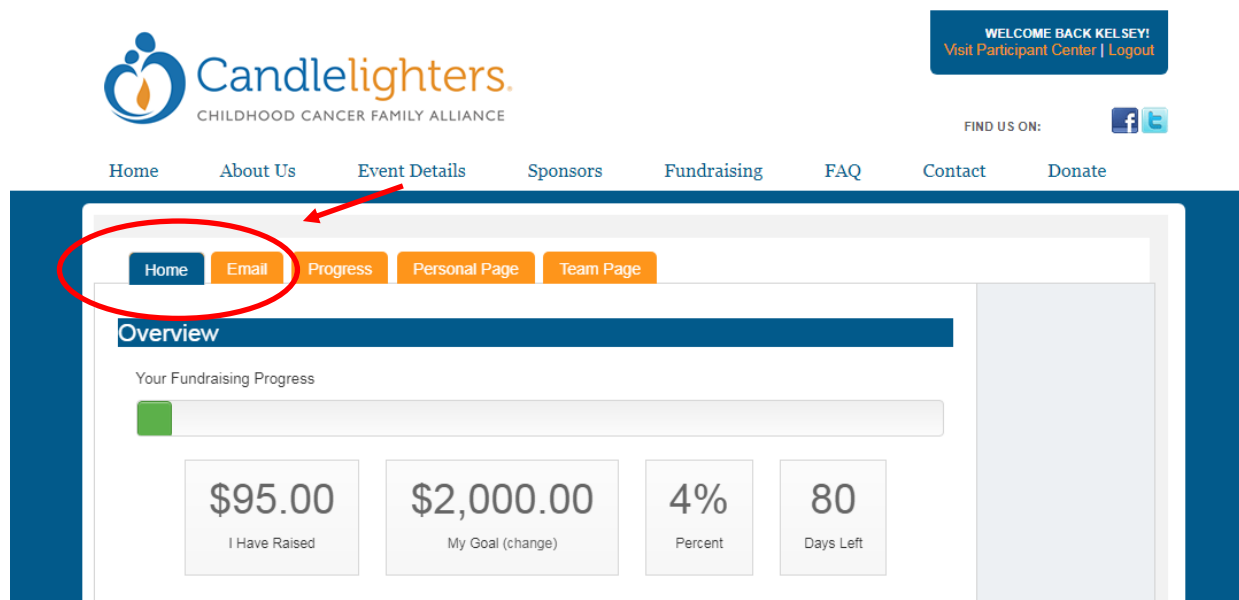 WELCOME BACK KELSEY!
Visit Participant Center | Logout
Candlelighters.
CHILDHOOD CANCER FAMILY ALLIANCE
FIND US ON:
f t
Home About Us Event Details Sponsors Fundraising FAQ Contact Donate
Home Email Progress Personal Page Team Page
Overview
Your Fundraising Progress
$95.00 $2,000.00 4% 80
I Have Raised My Goal (change) Percent Days Left